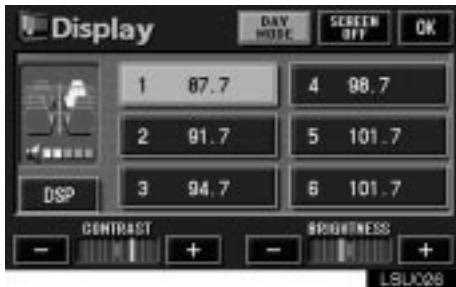 Display
DAY MODE
SCREEN OFF
OK
1 87.7
4 98.7
2 91.7
5 101.7
3 94.7
6 101.7
DSP
CONTRAST
BRIGHTNESS
- +
- +
LSU026